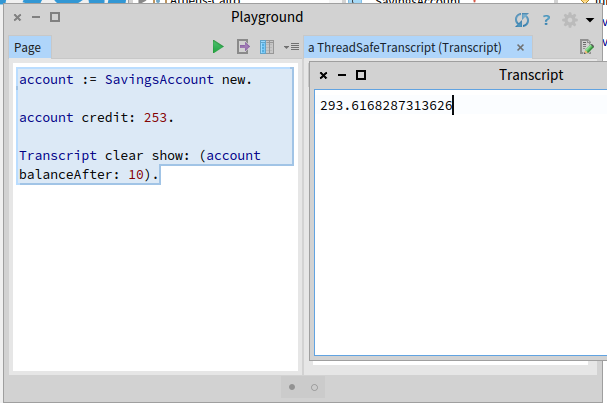 Playground
Page
a ThreadSafeTranscript (Transcript)
account := SavingsAccount new.
account credit: 253.
Transcript clear show: (account
balanceAfter: 10).
Transcript
293.6168287313626